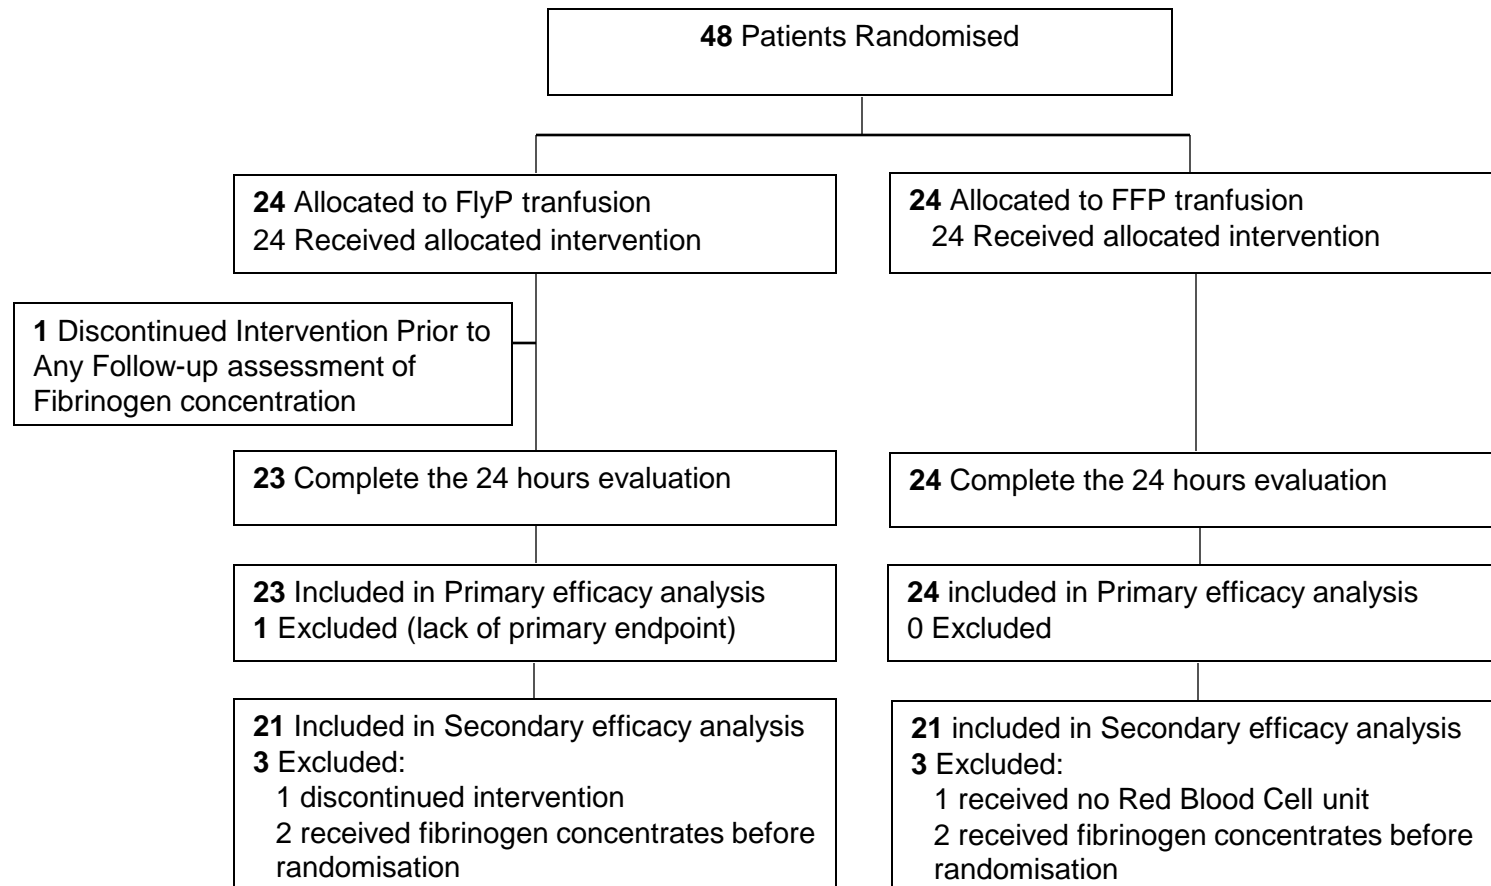 48 Patients Randomised
24 Allocated to FlyP tranfusion
24 Received allocated intervention
24 Allocated to FFP tranfusion
24 Received allocated intervention
1 Discontinued Intervention Prior to
Any Follow-up assessment of
Fibrinogen concentration
23 Complete the 24 hours evaluation
24 Complete the 24 hours evaluation
23 Included in Primary efficacy analysis
1 Excluded (lack of primary endpoint)
24 included in Primary efficacy analysis
0 Excluded
21 Included in Secondary efficacy analysis
3 Excluded:
1 discontinued intervention
2 received fibrinogen concentrates before
randomisation
21 included in Secondary efficacy analysis
3 Excluded:
1 received no Red Blood Cell unit
2 received fibrinogen concentrates before
randomisation